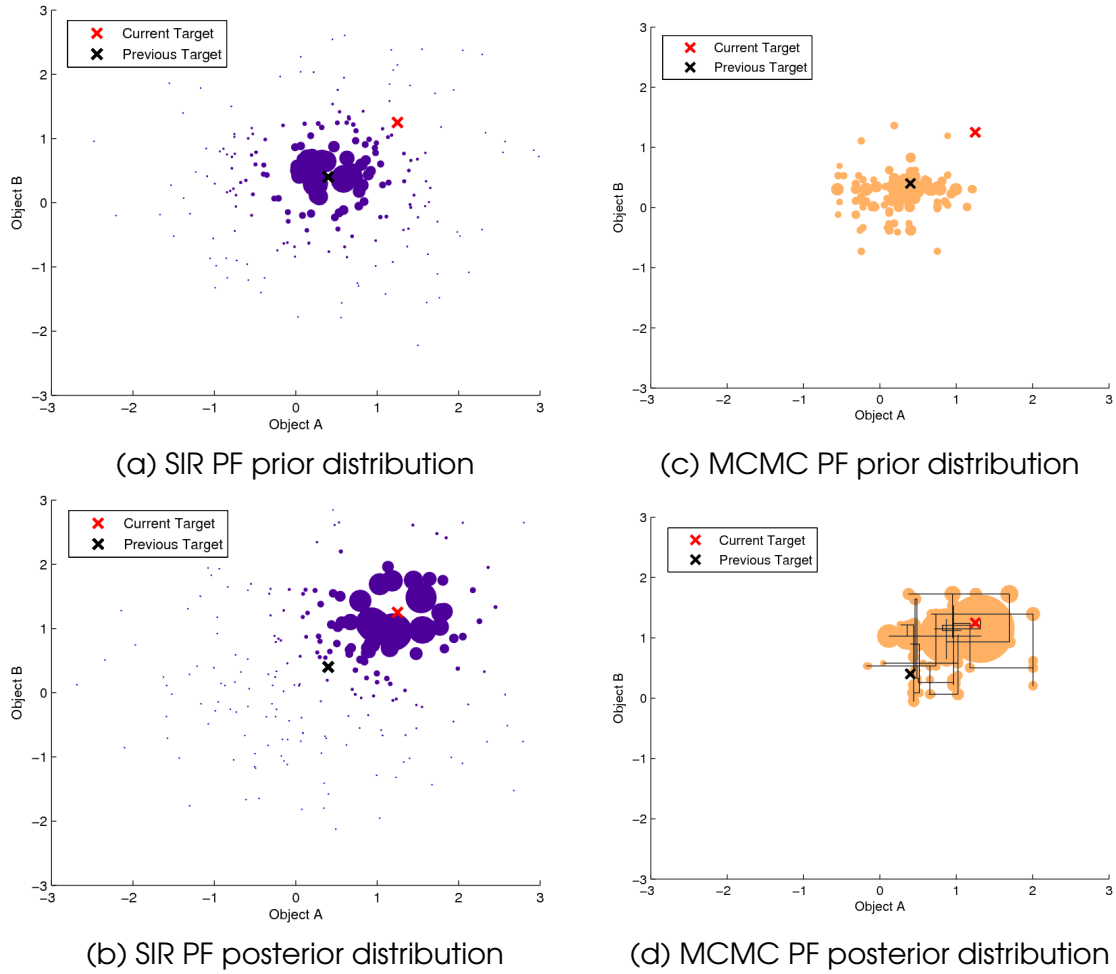 3
2
1
0
−1
−2
−3
Object B
−3 −2 −1 0 1 2 3
Object A
Current Target
Previous Target
(a) SIR PF prior distribution
3
2
1
0
−1
−2
−3
Object B
−3 −2 −1 0 1 2 3
Object A
Current Target
Previous Target
(c) MCMC PF prior distribution
3
2
1
0
−1
−2
−3
Object B
−3 −2 −1 0 1 2 3
Object A
Current Target
Previous Target
(b) SIR PF posterior distribution
3
2
1
0
−1
−2
−3
Object B
−3 −2 −1 0 1 2 3
Object A
Current Target
Previous Target
(d) MCMC PF posterior distribution